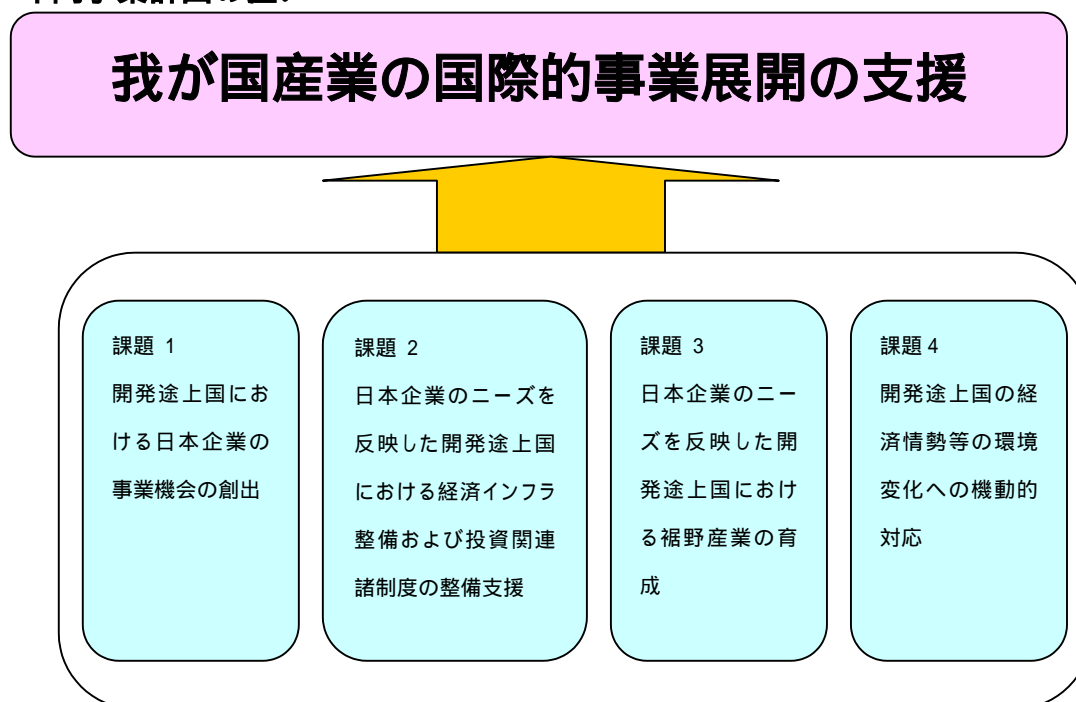 我が国産業の国際的事業展開の支援
課題 1
開発途上国にお
ける日本企業の
事業機会の創出
課題 2
日本企業のニーズを
反映した開発途上国
における経済インフラ
整備および投資関連
諸制度の整備支援
課題 3
日本企業のニー
ズを反映した開
発途上国におけ
る裾野産業の育
成
課題 4
開発途上国の経
済情勢等の環境
変化への機動的
対応